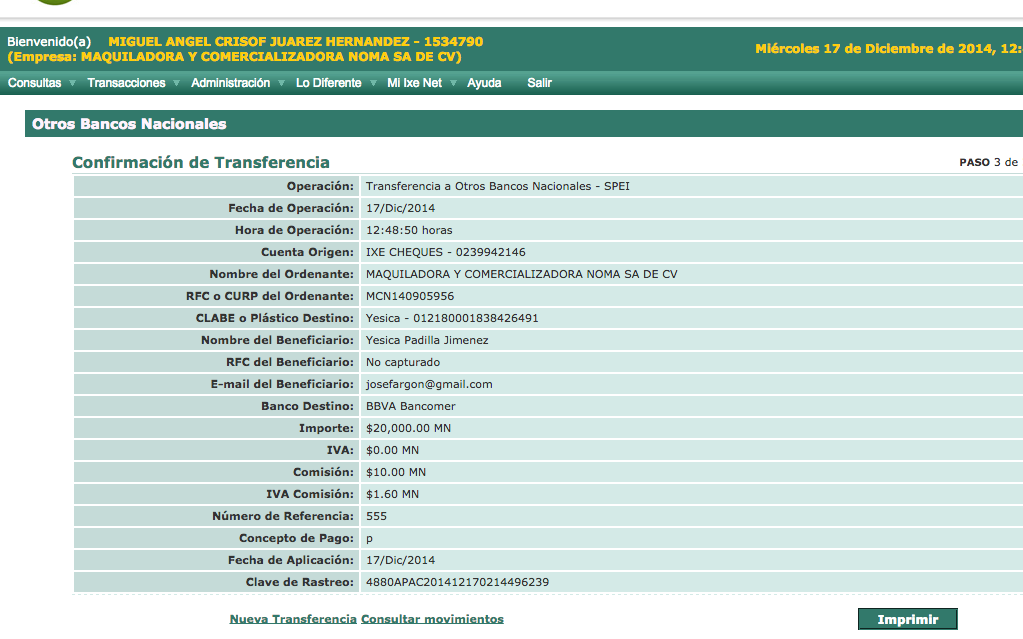 Bienvenido(a) MIGUEL ANGEL CRISOF JUAREZ HERNANDEZ - 1534790
(Empresa: MAQUILADORA Y COMERCIALIZADORA NOMA SA DE CV)
Miércoles 17 de Diciembre de 2014, 12:
Consultas Transacciones Administración Lo Diferente Mi Ixe Net Ayuda Salir
Otros Bancos Nacionales
Confirmación de Transferencia PASO 3 de
Operación: Transferencia a Otros Bancos Nacionales - SPEI
Fecha de Operación: 17/Dic/2014
Hora de Operación: 12:48:50 horas
Cuenta Origen: IXE CHEQUES - 0239942146
Nombre del Ordenante: MAQUILADORA Y COMERCIALIZADORA NOMA SA DE CV
RFC o CURP del Ordenante: MCN140905956
CLABE o Plástico Destino: Yesica - 012180001838426491
Nombre del Beneficiario: Yesica Padilla Jimenez
RFC del Beneficiario: No capturado
E-mail del Beneficiario: josefargon@gmail.com
Banco Destino: BBVA Bancomer
Importe: $20,000.00 MN
IVA: $0.00 MN
Comisión: $10.00 MN
IVA Comisión: $1.60 MN
Número de Referencia: 555
Concepto de Pago: p
Fecha de Aplicación: 17/Dic/2014
Clave de Rastreo: 4880APAC201412170214496239
Nueva Transferencia Consultar movimientos Imprimir